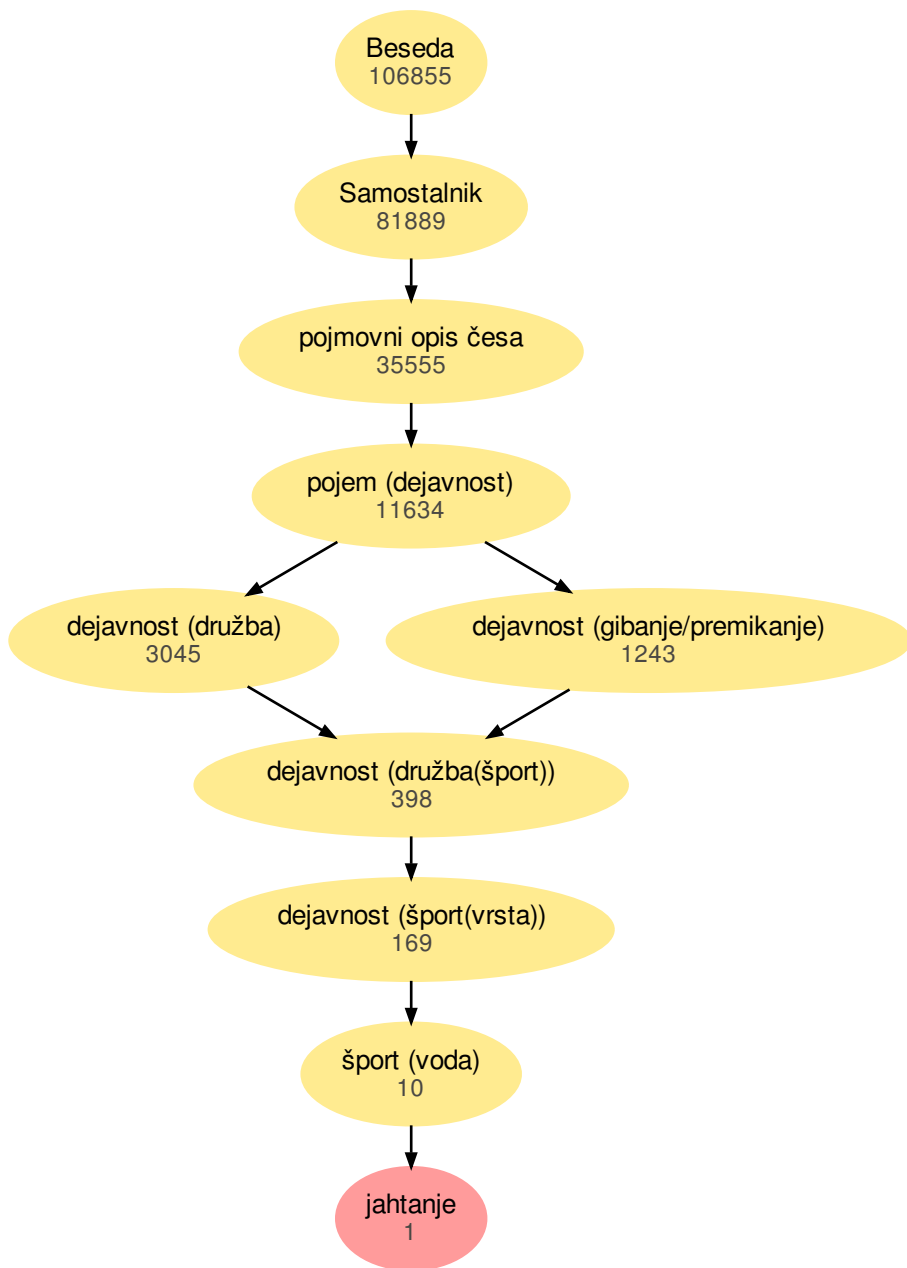 Beseda
106855
Samostalnik
81889
pojmovni opis česa
35555
pojem (dejavnost)
11634
dejavnost (družba)
3045
dejavnost (gibanje/premikanje)
1243
dejavnost (družba(šport))
398
dejavnost (šport(vrsta))
169
šport (voda)
10
jahtanje
1